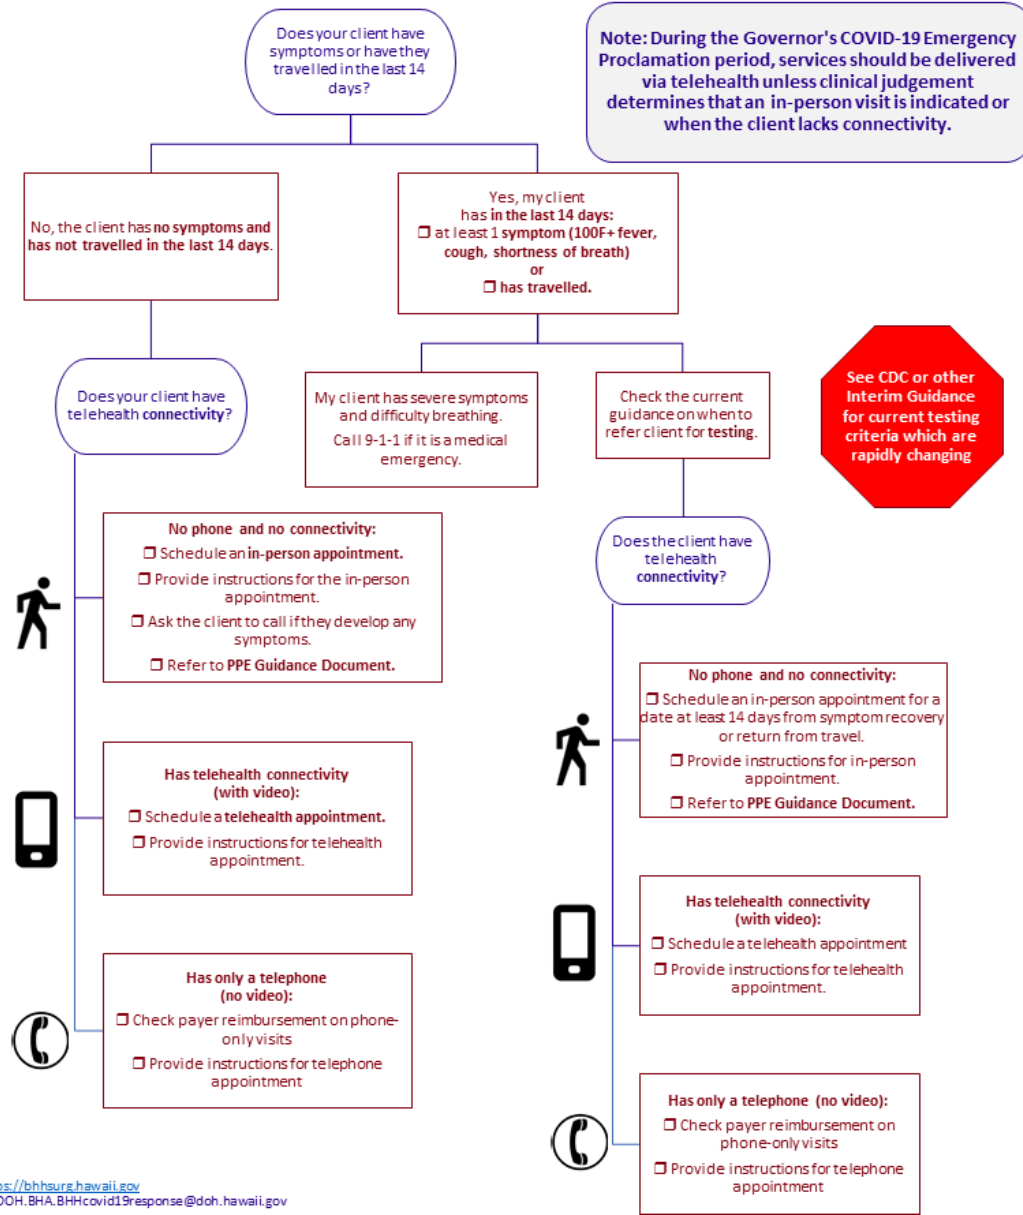 Does your client have
symptoms or have they
travelled in the last 14
days?
Note: During the Governor's COVID-19 Emergency
Proclamation period, services should be delivered
via telehealth unless clinical judgement
determines that an in-person visit is indicated or
when the client lacks connectivity.
No, the client has no symptoms and
has not travelled in the last 14 days.
Yes, my client
has in the last 14 days:
❒ at least 1 symptom (100F+ fever,
cough, shortness of breath)
or
❒ has travelled.
Does your client have
telehealth connectivity?
My client has severe symptoms
and difficulty breathing.
Call 9-1-1 if it is a medical
emergency.
Check the current
guidance on when to
refer client for testing.
See CDC or other
Interim Guidance
for current testing
criteria which are
rapidly changing
No phone and no connectivity:
❒ Schedule an in-person appointment.
❒ Provide instructions for the in-person
appointment.
❒ Ask the client to call if they develop any
symptoms.
❒ Refer to PPE Guidance Document.
Has telehealth connectivity
(with video):
❒ Schedule a telehealth appointment.
❒ Provide instructions for telehealth
appointment.
Has only a telephone
(no video):
❒ Check payer reimbursement on phone-
only visits
❒ Provide instructions for telephone
appointment
Does the client have
telehealth
connectivity?
No phone and no connectivity:
❒ Schedule an in-person appointment for a
date at least 14 days from symptom recovery
or return from travel.
❒ Provide instructions for in-person
appointment.
❒ Refer to PPE Guidance Document.
Has telehealth connectivity
(with video):
❒ Schedule a telehealth appointment
❒ Provide instructions for telehealth
appointment.
Has only a telephone (no video):
❒ Check payer reimbursement on
phone-only visits
❒ Provide instructions for telephone
appointment
ps://bhhsurg.hawaii.gov
DOH.BHA.BHHcovid19response@doh.hawaii.gov